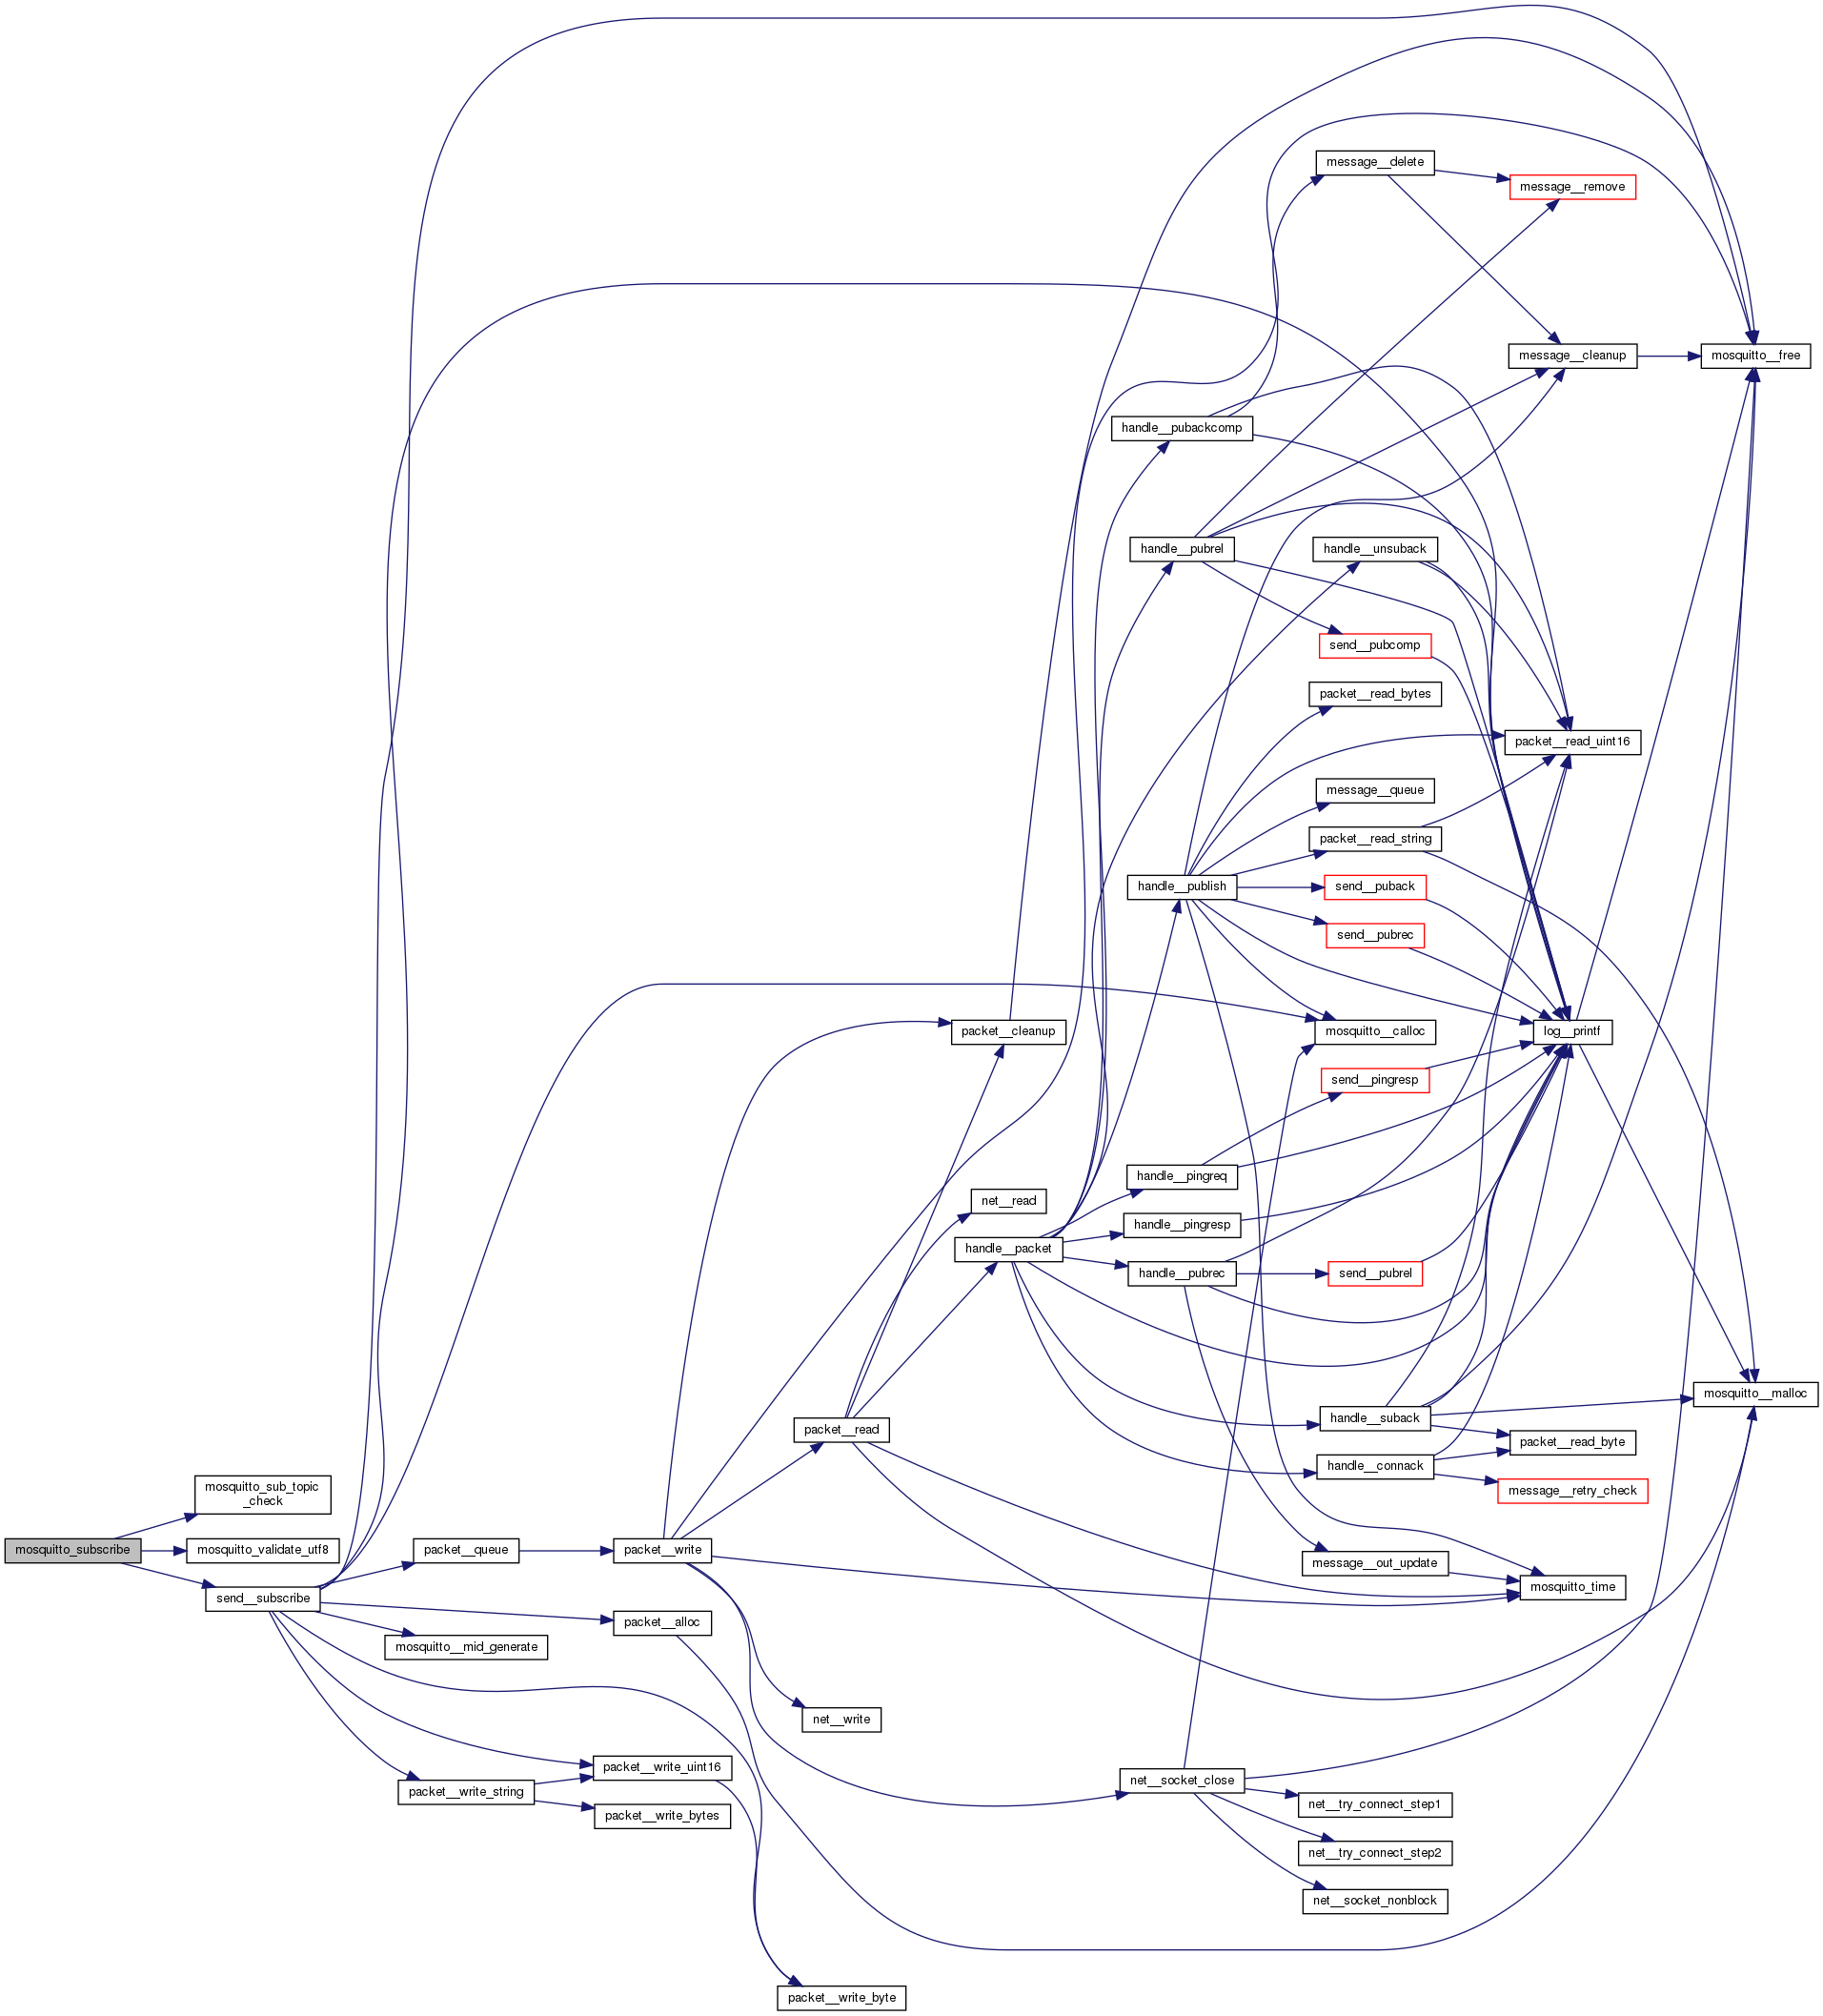 mosquitto_subscribe
mosquitto_sub_topic
_check
mosquitto_validate_utf8
send__subscribe
packet__queue
mosquitto__mid_generate
packet__write_string
packet__write
packet__alloc
packet__write_uint16
packet__write_bytes
packet__read
net__write
packet__write_byte
packet__cleanup
net__read
handle__packet
handle__pubackcomp
handle__pubrel
handle__publish
handle__pingreq
handle__pingresp
handle__pubrec
net__socket_close
message__delete
handle__unsuback
send__pubcomp
packet__read_bytes
message__queue
packet__read_string
send__puback
send__pubrec
mosquitto__calloc
send__pingresp
send__pubrel
handle__suback
handle__connack
message__out_update
net__try_connect_step1
net__try_connect_step2
net__socket_nonblock
message__remove
message__cleanup
packet__read_uint16
log__printf
packet__read_byte
message__retry_check
mosquitto_time
mosquitto__free
mosquitto__malloc